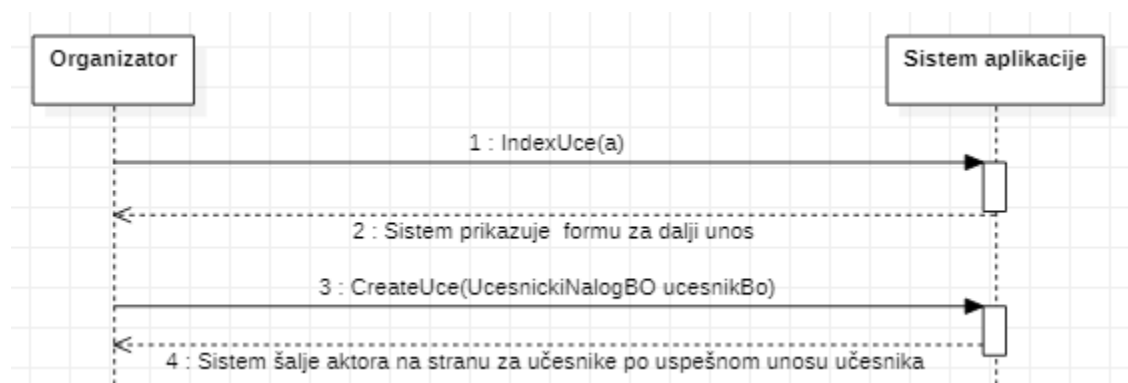 Organizator
Sistem aplikacije
1 : IndexUce(a)
2 : Sistem prikazuje formu za dalji unos
3 : CreateUce(UcesnickiNalogBO ucesnikBo)
4 : Sistem šalje aktora na stranu za učesnike po uspešnom unosu učesnika